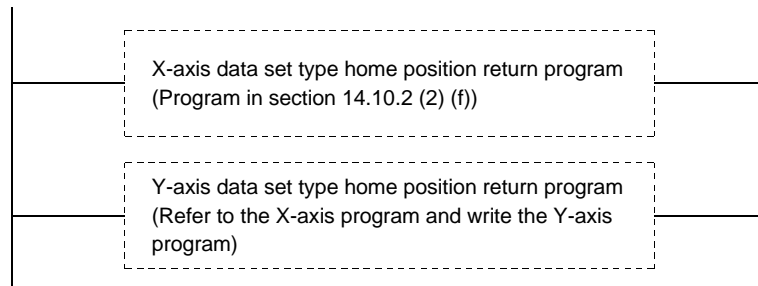 X-axis data set type home position return program
(Program in section 14.10.2 (2) (f))
Y-axis data set type home position return program
(Refer to the X-axis program and write the Y-axis
program)